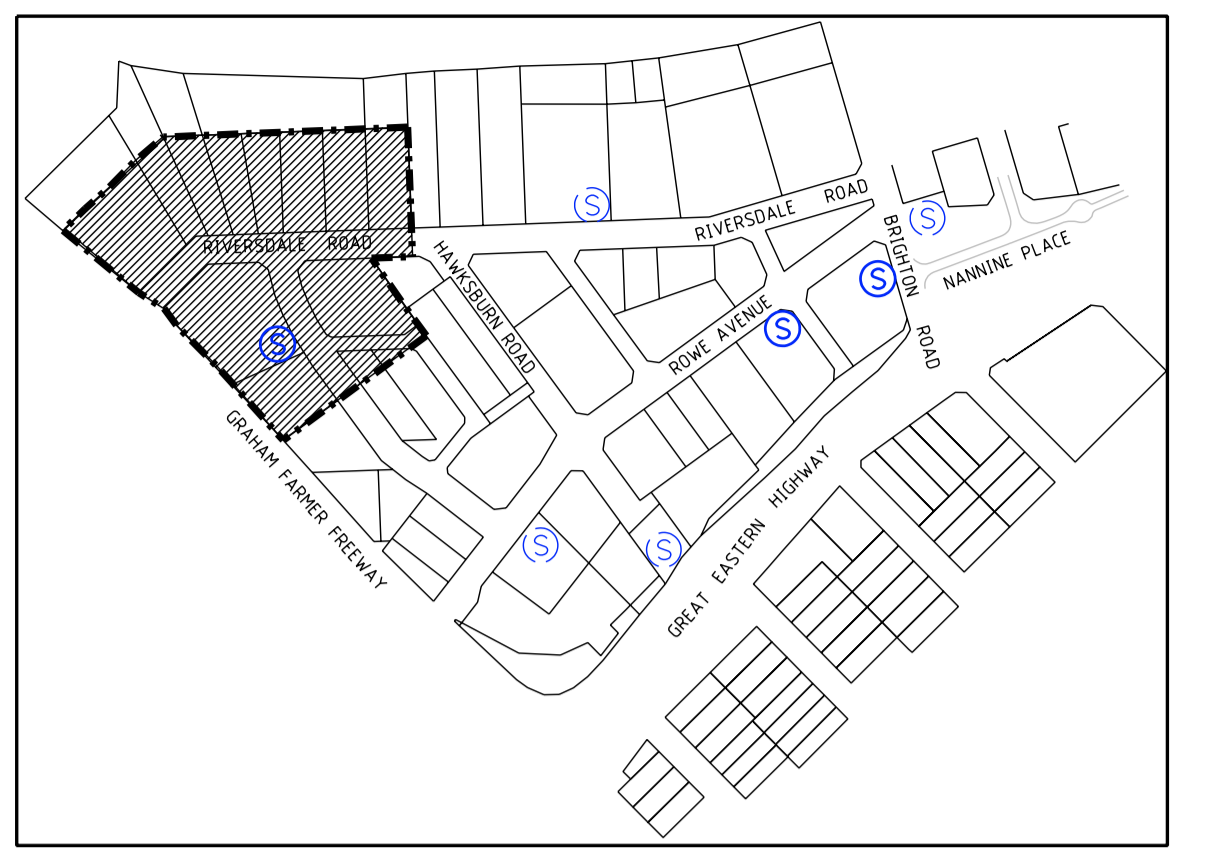 S
RIVERSDALE ROAD
S
RIVERSDALE ROAD
BRIGHTON ROAD
NANNINE PLACE
HAWKSBURN ROAD
S
S
ROWE AVENUE
S
GRAHAM FARMER FREEWAY
S
S
GREAT EASTERN HIGHWAY